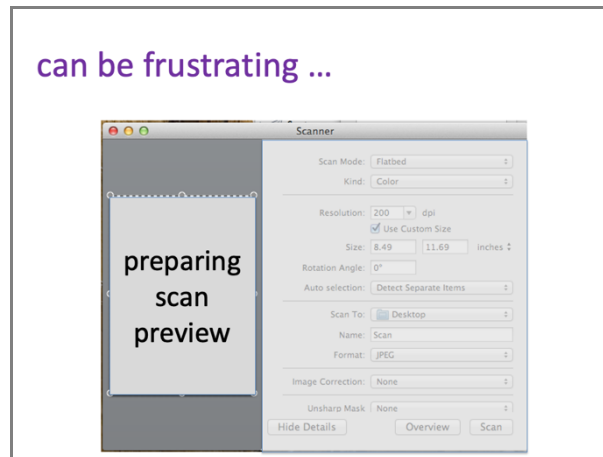 can be frustrating ...
Scanner
Scan Mode: Flatbed
Kind: Color
Resolution: 200 dpi
Use Custom Size
Size: 8.49 11.69 inches
Rotation Angle: 0°
Auto selection: Detect Separate Items
preparing
scan
preview
Scan To: Desktop
Name: Scan
Format: JPEG
Image Correction: None
Unsharp Mask None
Hide Details Overview Scan